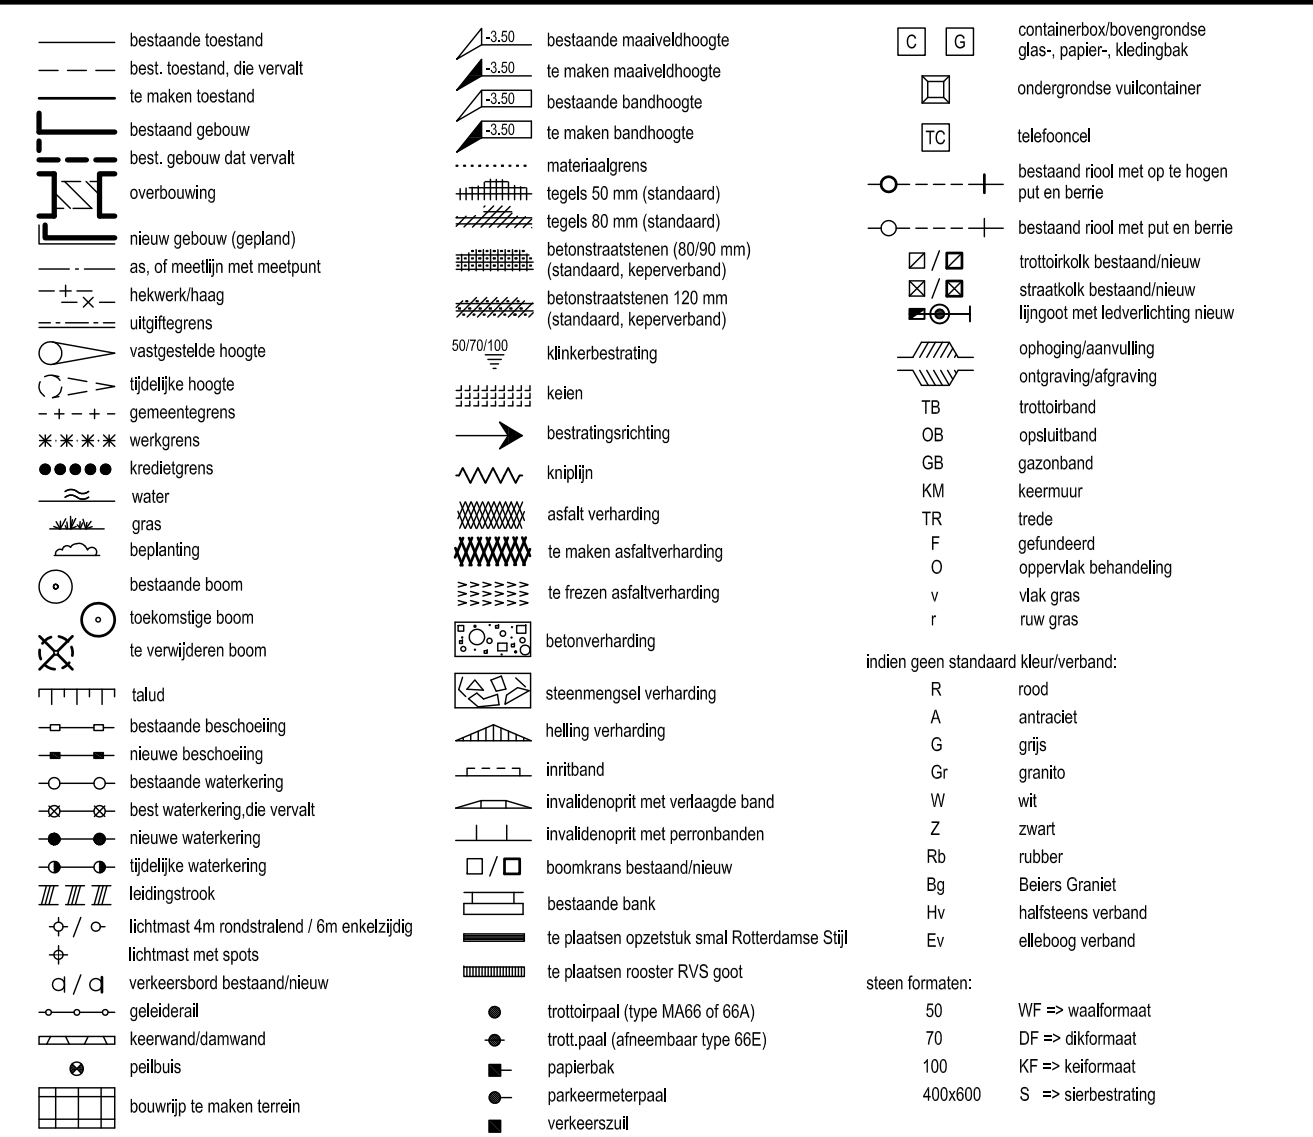 bestaande toestand
best. toestand, die vervalt
te maken toestand
bestaand gebouw
best. gebouw dat vervalt
overbouwing
nieuw gebouw (gepland)
as, of meetlijn met meetpunt
hekwerk/haag
uitgiftegrens
vastgestelde hoogte
tijdelijke hoogte
gemeentegrens
werkgrens
kredietgrens
water
gras
beplanting
bestaande boom
toekomstige boom
te verwijderen boom
talud
bestaande beschoeiing
nieuwe beschoeiing
bestaande waterkering
best waterkering,die vervalt
nieuwe waterkering
tijdelijke waterkering
leidingstrook
lichtmast 4m rondstralend / 6m enkelzijdig
lichtmast met spots
verkeersbord bestaand/nieuw
geleiderail
keerwand/damwand
peilbuis
bouwrijp te maken terrein
-3.50 bestaande maaiveldhoogte
-3.50 te maken maaiveldhoogte
-3.50 bestaande bandhoogte
-3.50 te maken bandhoogte
materiaalgrens
tegels 50 mm (standaard)
tegels 80 mm (standaard)
betonstraatstenen (80/90 mm)
(standaard, keperverband)
betonstraatstenen 120 mm
(standaard, keperverband)
50/70/100 klinkerbestrating
keien
bestratingsrichting
kniplijn
asfalt verharding
te maken asfaltverharding
te frezen asfaltverharding
betonverharding
steenmengsel verharding
helling verharding
inritband
invalidenoprit met verlaagde band
invalidenoprit met perronbanden
boomkrans bestaand/nieuw
bestaande bank
te plaatsen opzetstuk smal Rotterdamse Stijl
te plaatsen rooster RVS goot
trottoirpaal (type MA66 of 66A)
trott.paal (afneembaar type 66E)
papierbak
parkeermeterpaal
verkeerszuil
C G containerbox/bovengrondse
glas-, papier-, kledingbak
ondergrondse vuilcontainer
TC telefooncel
bestaand riool met op te hogen
put en berrie
bestaand riool met put en berrie
trottoirkolk bestaand/nieuw
straatkolk bestaand/nieuw
lijngoot met ledverlichting nieuw
ophoging/aanvulling
ontgraving/afgraving
TB trottoirband
OB opsluitband
GB gazonband
KM keermuur
TR trede
F gefundeerd
O oppervlak behandeling
v vlak gras
r ruw gras
indien geen standaard kleur/verband:
R rood
A antraciet
G grijs
Gr granito
W wit
Z zwart
Rb rubber
Bg Beiers Graniet
Hv halfsteens verband
Ev elleboog verband
steen formaten:
50 WF => waalformaat
70 DF => dikformaat
100 KF => keiformaat
400x600 S => sierbestrating